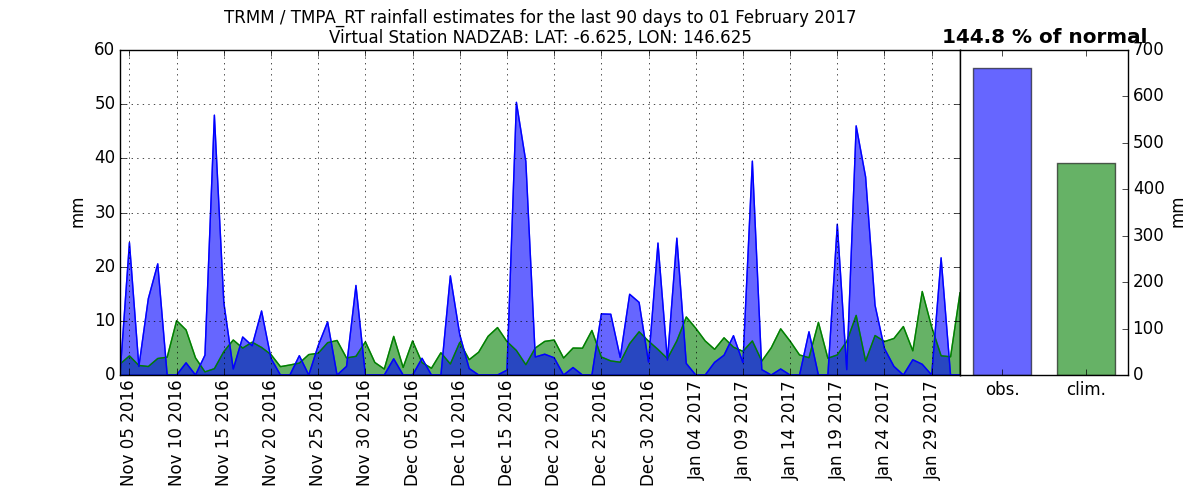 TRMM / TMPA_RT rainfall estimates for the last 90 days to 01 February 2017
Virtual Station NADZAB: LAT: -6.625, LON: 146.625
144.8 % of normal
60
50
40
30
20
10
0
mm
Nov 05 2016
Nov 10 2016
Nov 15 2016
Nov 20 2016
Nov 25 2016
Nov 30 2016
Dec 05 2016
Dec 10 2016
Dec 15 2016
Dec 20 2016
Dec 25 2016
Dec 30 2016
Jan 04 2017
Jan 09 2017
Jan 14 2017
Jan 19 2017
Jan 24 2017
Jan 29 2017
obs.
clim.
700
600
500
400
300
200
100
0
mm